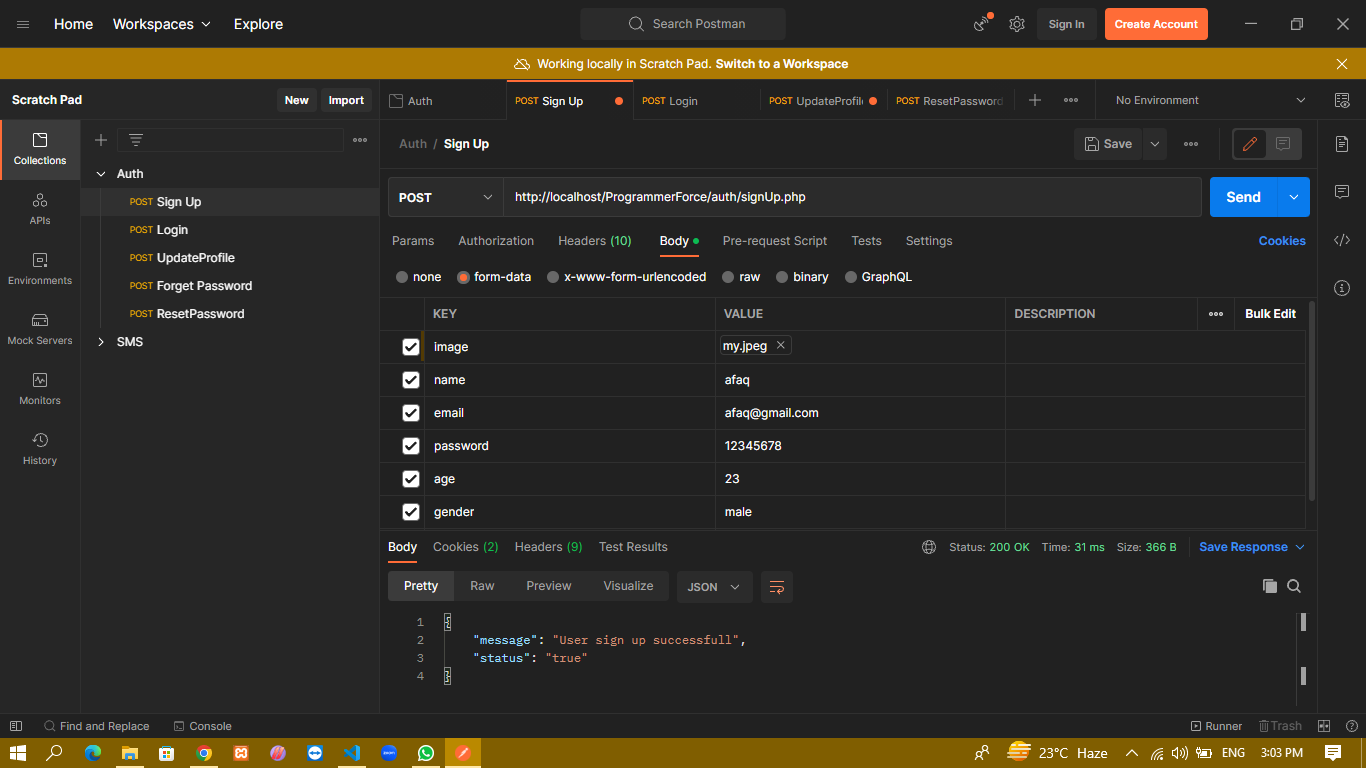 Home Workspaces Explore Search Postman Sign In Create Account
Working locally in Scratch Pad. Switch to a Workspace
Scratch Pad New Import Auth POST Sign Up POST Login POST UpdateProfile POST ResetPassword No Environment
Collections
APIs
Environments
Mock Servers
Monitors
History
Auth
POST Sign Up
POST Login
POST UpdateProfile
POST Forget Password
POST ResetPassword
SMS
Auth / Sign Up Save
POST http://localhost/ProgrammerForce/auth/signUp.php Send
Params Authorization Headers (10) Body Pre-request Script Tests Settings Cookies
none form-data x-www-form-urlencoded raw binary GraphQL
KEY VALUE DESCRIPTION Bulk Edit
image my.jpeg
name afaq
email afaq@gmail.com
password 12345678
age 23
gender male
Body Cookies (2) Headers (9) Test Results Status: 200 OK Time: 31 ms Size: 366 B Save Response
Pretty Raw Preview Visualize JSON
1 {
2 "message": "User sign up successfull",
3 "status": "true"
4 }
Find and Replace Console Runner Trash
23°C Haze ENG 3:03 PM